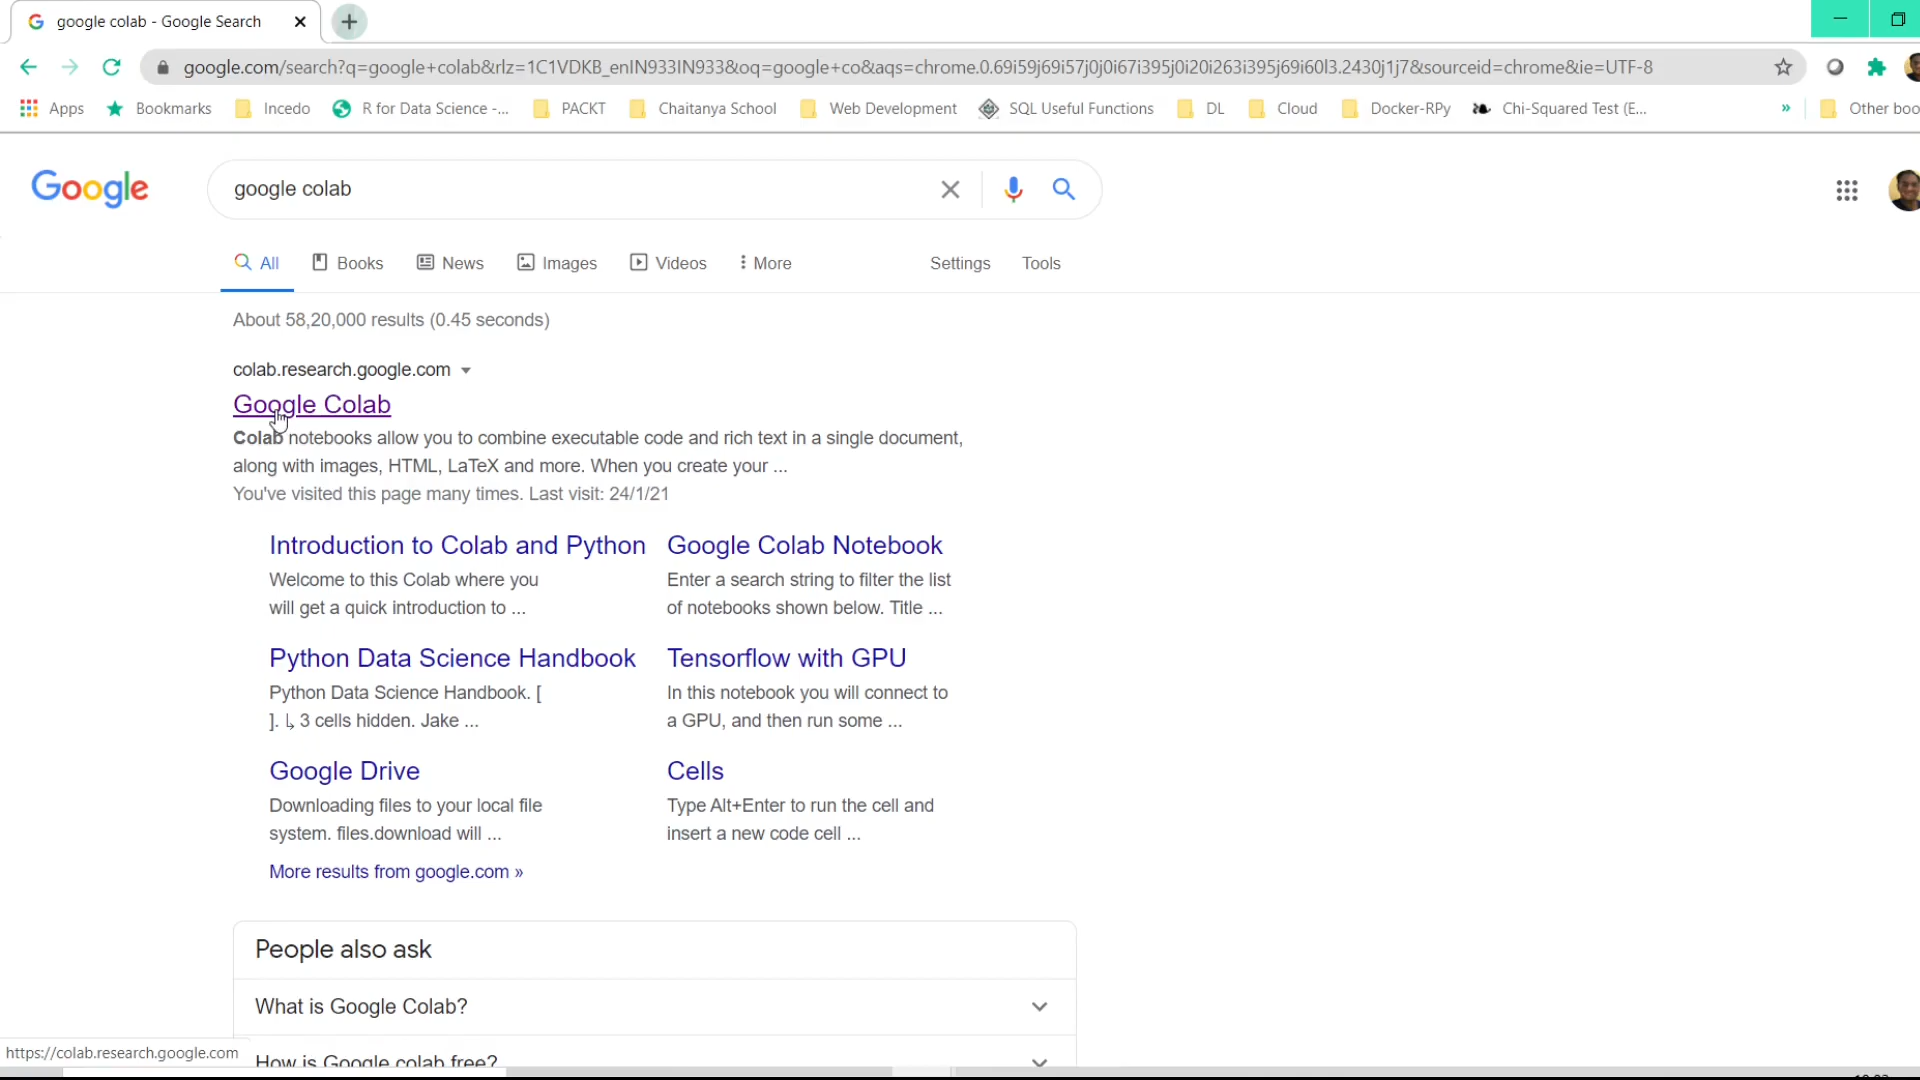 google colab - Google Search
google.com/search?q=google+colab&rlz=1C1VDKB_enIN933IN933&oq=google+co&aqs=chrome.0.69i59j69i57j0j0i67i395j0i20i263i395j69i60l3.2430j1j7&sourceid=chrome&ie=UTF-8
Apps Bookmarks Incedo R for Data Science -... PACKT Chaitanya School Web Development SQL Useful Functions DL Cloud Docker-RPy Chi-Squared Test (E... » Other boo
Google google colab
All Books News Images Videos More Settings Tools
About 58,20,000 results (0.45 seconds)
colab.research.google.com
Google Colab
Colab notebooks allow you to combine executable code and rich text in a single document,
along with images, HTML, LaTeX and more. When you create your ...
You've visited this page many times. Last visit: 24/1/21
Introduction to Colab and Python
Welcome to this Colab where you
will get a quick introduction to ...
Google Colab Notebook
Enter a search string to filter the list
of notebooks shown below. Title ...
Python Data Science Handbook
Python Data Science Handbook. [
]. ↳ 3 cells hidden. Jake ...
Tensorflow with GPU
In this notebook you will connect to
a GPU, and then run some ...
Google Drive
Downloading files to your local file
system. files.download will ...
Cells
Type Alt+Enter to run the cell and
insert a new code cell ...
More results from google.com »
People also ask
What is Google Colab?
How is Google colab free?
https://colab.research.google.com